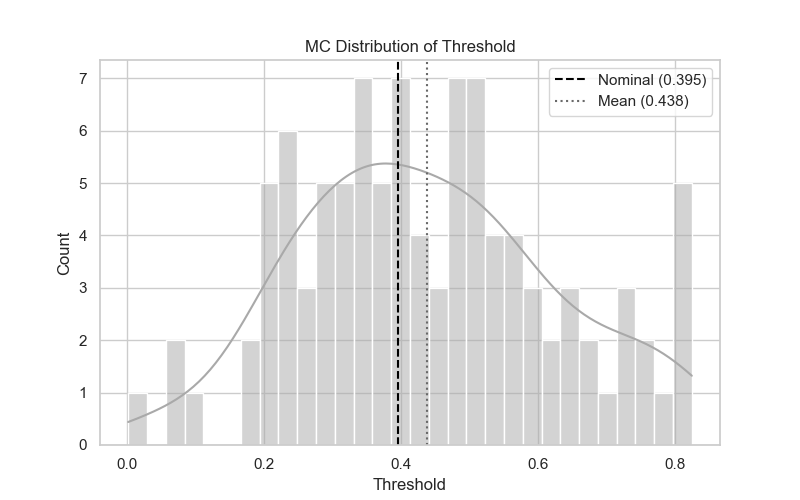 MC Distribution of Threshold
Nominal (0.395)
Mean (0.438)
Count
7
6
5
4
3
2
1
0
0.0 0.2 0.4 0.6 0.8
Threshold